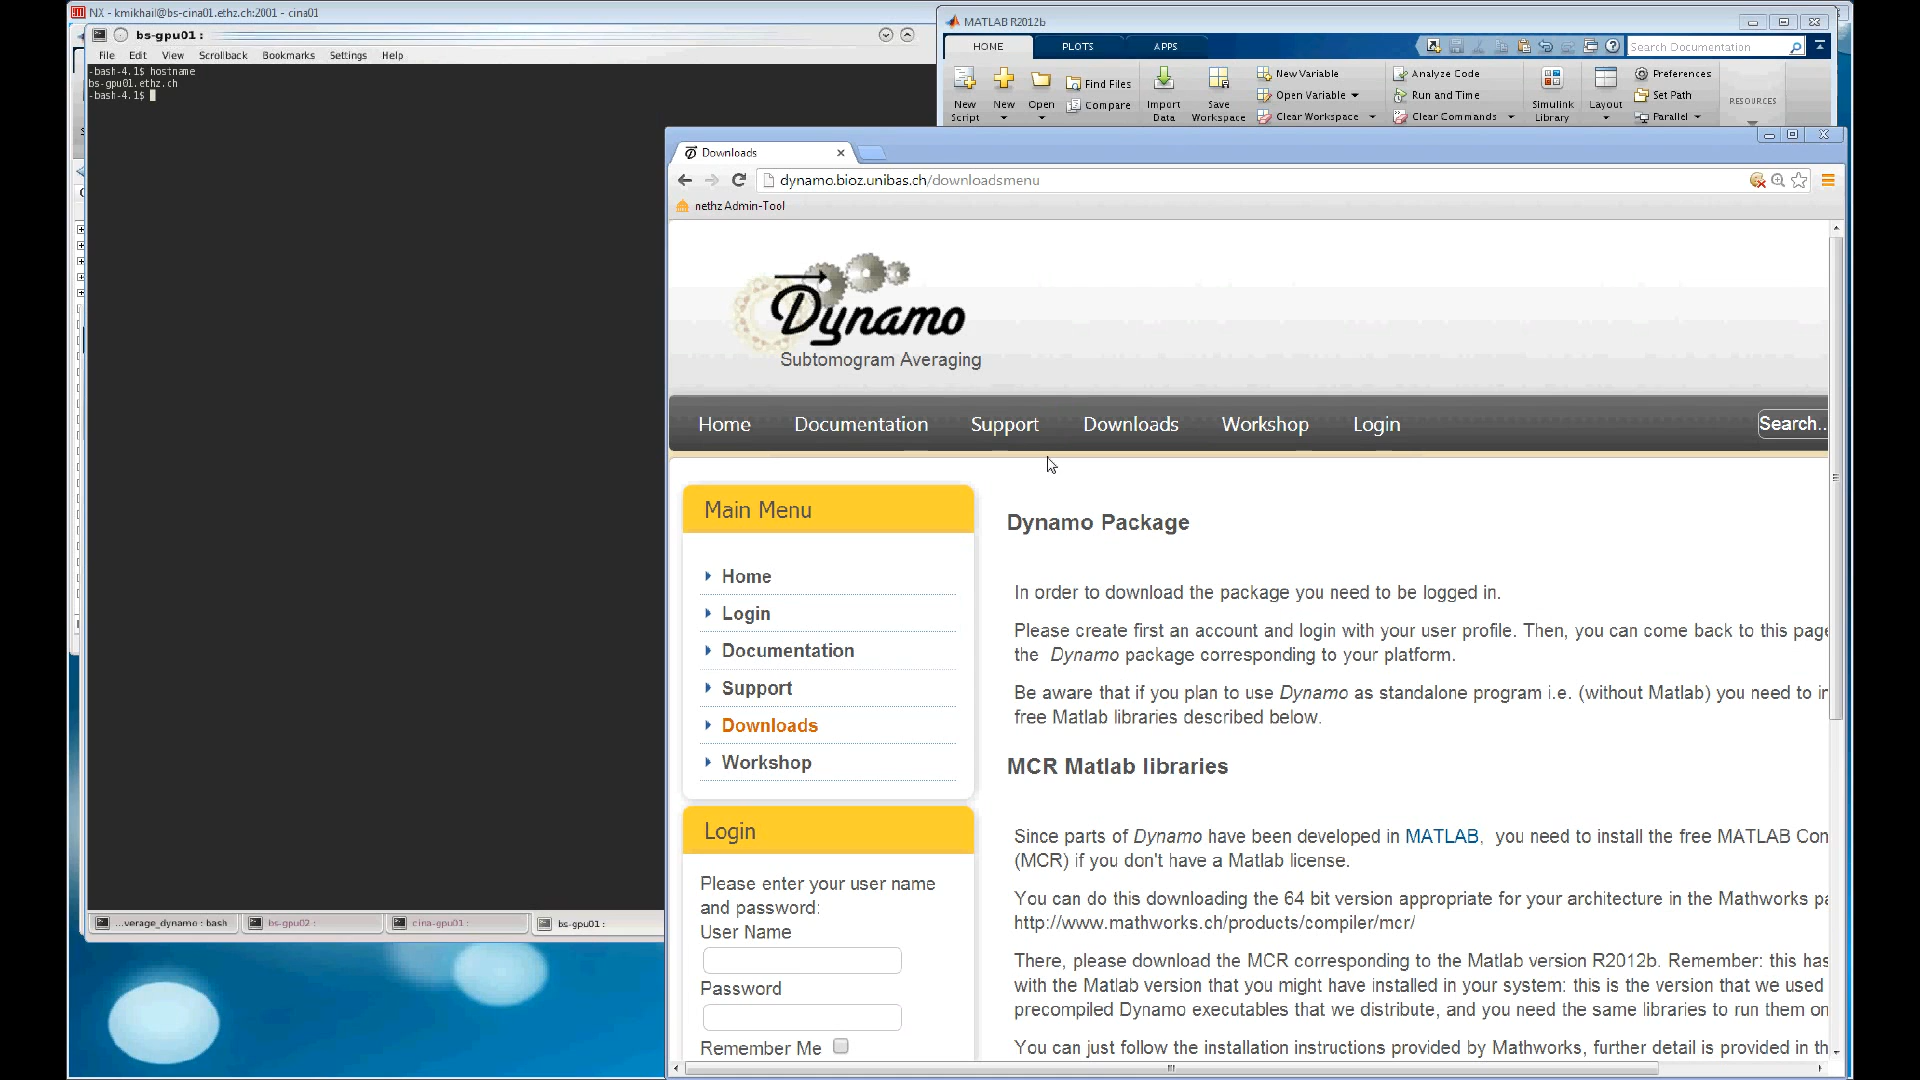 NX - kmikhail@bs-cina01.ethz.ch:2001 - cina01
bs-gpu01 :
File Edit View Scrollback Bookmarks Settings Help
-bash-4.1$ hostname
bs-gpu01.ethz.ch
-bash-4.1$
...verage_dynamo : bash bs-gpu02 : cina-gpu01 : bs-gpu01 :
MATLAB R2012b
HOME PLOTS APPS
Search Documentation
New Script
New
Open
Find Files
Compare
Import Data
Save Workspace
New Variable
Open Variable
Clear Workspace
Analyze Code
Run and Time
Clear Commands
Simulink Library
Layout
Preferences
Set Path
Parallel
RESOURCES
Downloads
dynamo.bioz.unibas.ch/downloadsmenu
nethz Admin-Tool
Dynamo
Subtomogram Averaging
Home Documentation Support Downloads Workshop Login
Search..
Main Menu
Home
Login
Documentation
Support
Downloads
Workshop
Login
Please enter your user name
and password:
User Name
Password
Remember Me
Dynamo Package
In order to download the package you need to be logged in.
Please create first an account and login with your user profile. Then, you can come back to this page
the Dynamo package corresponding to your platform.
Be aware that if you plan to use Dynamo as standalone program i.e. (without Matlab) you need to in
free Matlab libraries described below.
MCR Matlab libraries
Since parts of Dynamo have been developed in MATLAB, you need to install the free MATLAB Con
(MCR) if you don't have a Matlab license.
You can do this downloading the 64 bit version appropriate for your architecture in the Mathworks pa
http://www.mathworks.ch/products/compiler/mcr/
There, please download the MCR corresponding to the Matlab version R2012b. Remember: this has
with the Matlab version that you might have installed in your system: this is the version that we used
precompiled Dynamo executables that we distribute, and you need the same libraries to run them on
You can just follow the installation instructions provided by Mathworks, further detail is provided in th